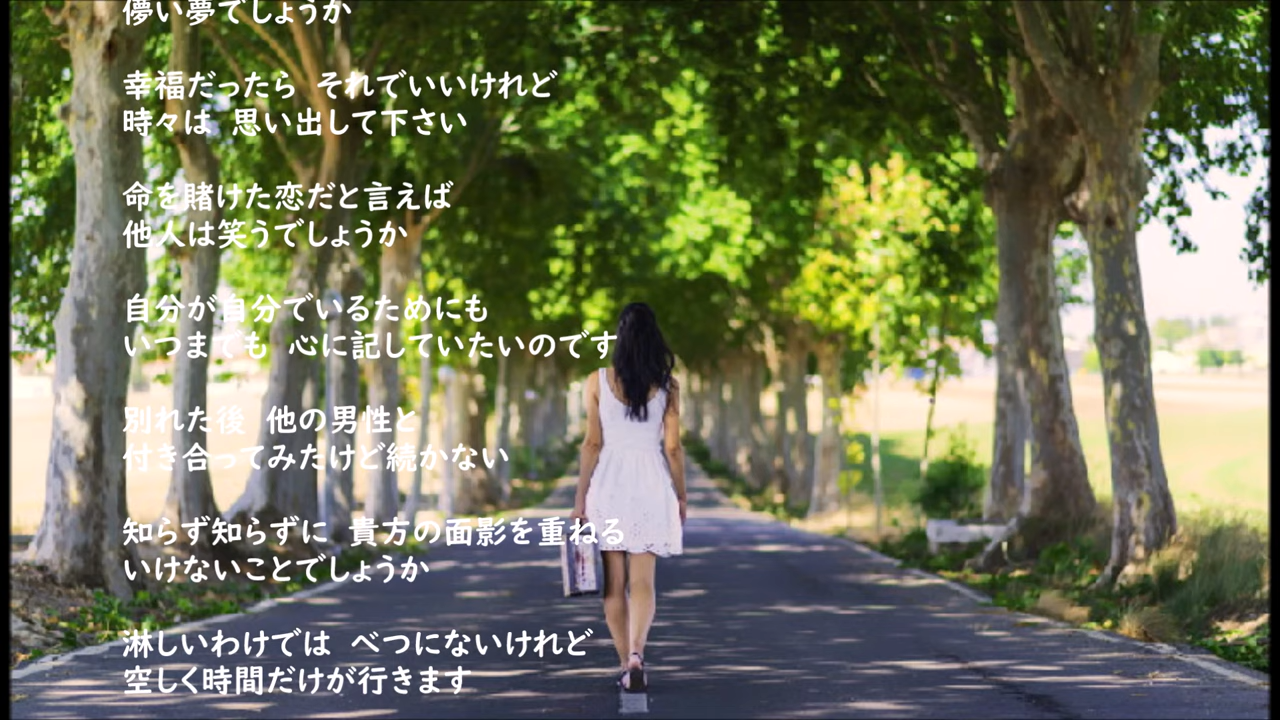 儚い夢でしょうか
幸福だったら それでいいけれど
時々は 思い出して下さい
命を賭けた恋だと言えば
他人は笑うでしょうか
自分が自分でいるためにも
いつまでも 心に記していたいのです
別れた後 他の男性と
付き合ってみたけど続かない
知らず知らずに 貴方の面影を重ねる
いけないことでしょうか
淋しいわけでは べつにないけれど
空しく時間だけが行きます